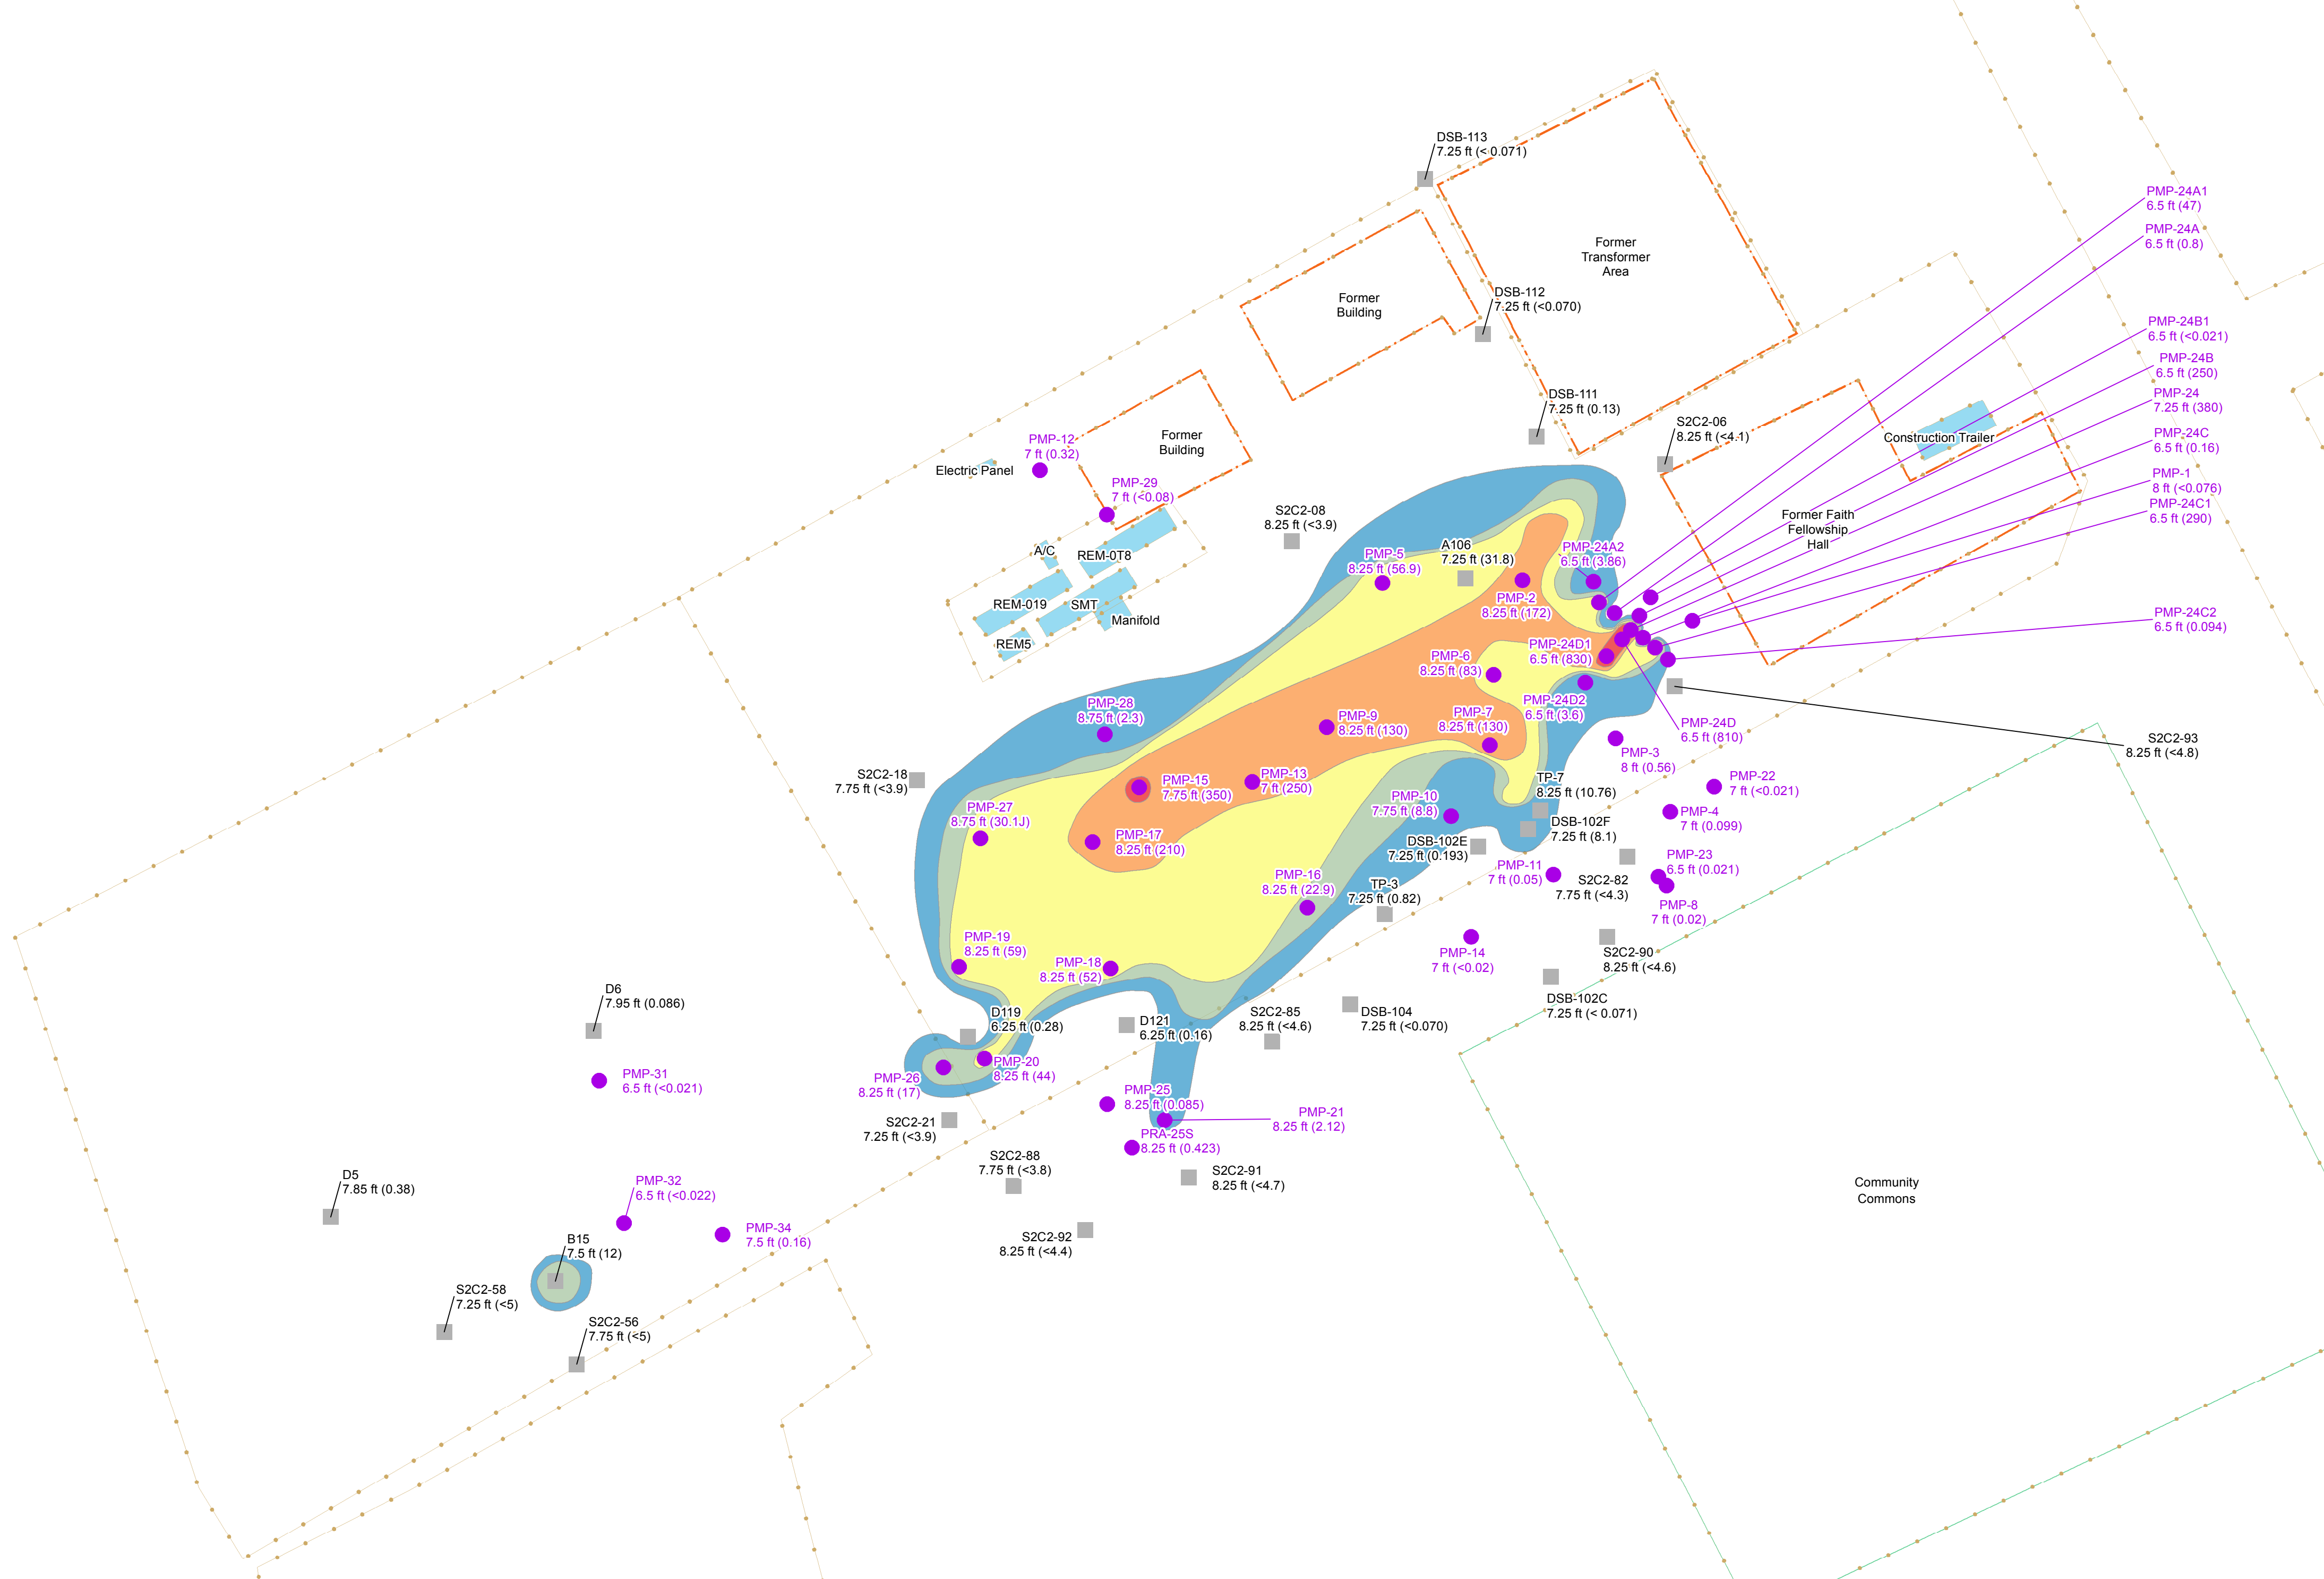 DSB-113
7.25 ft (< 0.071)
Former
Transformer
Area
PMP-24A1
6.5 ft (47)
PMP-24A
6.5 ft (0.8)
DSB-112
7.25 ft (<0.070)
Former
Building
PMP-24B1
6.5 ft (<0.021)
PMP-24B
6.5 ft (250)
PMP-24
7.25 ft (380)
DSB-111
7.25 ft (0.13)
S2C2-06
8.25 ft (<4.1)
PMP-24C
6.5 ft (0.16)
Construction Trailer
PMP-12
7 ft (0.32)
Former
Building
Electric Panel
PMP-29
7 ft (<0.08)
PMP-1
8 ft (<0.076)
PMP-24C1
6.5 ft (290)
S2C2-08
8.25 ft (<3.9)
Former Faith
Fellowship
Hall
A/C
REM-0T8
PMP-5
8.25 ft (56.9)
A106
7.25 ft (31.8)
PMP-24A2
6.5 ft (3.86)
REM-019
SMT
Manifold
PMP-2
8.25 ft (172)
PMP-24C2
6.5 ft (0.094)
REM5
PMP-6
8.25 ft (83)
PMP-24D1
6.5 ft (830)
PMP-28
8.75 ft (2.3)
PMP-9
8.25 ft (130)
PMP-7
8.25 ft (130)
PMP-24D2
6.5 ft (3.6)
PMP-24D
6.5 ft (810)
S2C2-93
8.25 ft (<4.8)
PMP-3
8 ft (0.56)
S2C2-18
7.75 ft (<3.9)
PMP-15
7.75 ft (350)
PMP-13
7 ft (250)
TP-7
8.25 ft (10.76)
PMP-22
7 ft (<0.021)
PMP-27
8.75 ft (30.1J)
PMP-10
7.75 ft (8.8)
PMP-4
7 ft (0.099)
PMP-17
8.25 ft (210)
DSB-102E
7.25 ft (0.193)
DSB-102F
7.25 ft (8.1)
PMP-16
8.25 ft (22.9)
PMP-11
7 ft (0.05)
PMP-23
6.5 ft (0.021)
TP-3
7.25 ft (0.82)
S2C2-82
7.75 ft (<4.3)
PMP-8
7 ft (0.02)
PMP-19
8.25 ft (59)
PMP-18
8.25 ft (52)
PMP-14
7 ft (<0.02)
S2C2-90
8.25 ft (<4.6)
D6
7.95 ft (0.086)
D119
6.25 ft (0.28)
D121
6.25 ft (0.16)
S2C2-85
8.25 ft (<4.6)
DSB-104
7.25 ft (<0.070)
DSB-102C
7.25 ft (< 0.071)
PMP-31
6.5 ft (<0.021)
PMP-26
8.25 ft (17)
PMP-20
8.25 ft (44)
PMP-25
8.25 ft (0.085)
PMP-21
8.25 ft (2.12)
S2C2-21
7.25 ft (<3.9)
PRA-25S
8.25 ft (0.423)
S2C2-88
7.75 ft (<3.8)
S2C2-91
8.25 ft (<4.7)
D5
7.85 ft (0.38)
PMP-32
6.5 ft (<0.022)
Community
Commons
PMP-34
7.5 ft (0.16)
S2C2-92
8.25 ft (<4.4)
B15
7.5 ft (12)
S2C2-58
7.25 ft (<5)
S2C2-56
7.75 ft (<5)